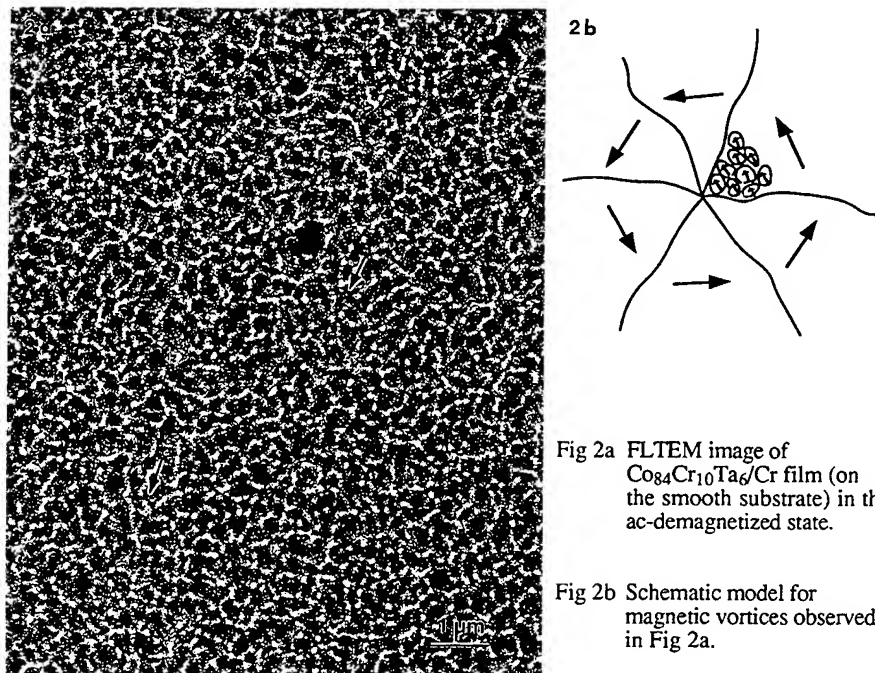 2b
1 μm
Fig 2a FLTEM image of
Co84Cr10Ta6/Cr film (on
the smooth substrate) in th
ac-demagnetized state.
Fig 2b Schematic model for
magnetic vortices observed
in Fig 2a.